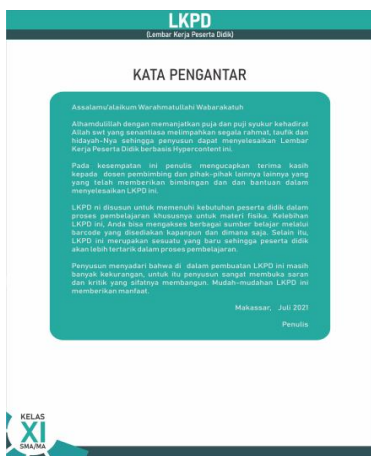 LKPD
(Lembar Kerja Peserta Didik)
KATA PENGANTAR
Assalamu'alaikum Warahmatullahi Wabarakatuh
Alhamdulillah dengan memanjatkan puja dan puji syukur kehadirat
Allah swt yang senantiasa melimpahkan segala rahmat, taufik dan
hidayah-Nya sehingga penyusun dapat menyelesaikan Lembar
Kerja Peserta Didik berbasis Hypercontent ini.
Pada kesempatan ini penulis mengucapkan terima kasih
kepada dosen pembimbing dan pihak-pihak lainnya lainnya yang
yang telah memberikan bimbingan dan dan bantuan dalam
menyelesaikan LKPD ini.
LKPD ni disusun untuk memenuhi kebutuhan peserta didik dalam
proses pembelajaran khususnya untuk materi fisika. Kelebihan
LKPD ini, Anda bisa mengakses berbagai sumber belajar melalui
barcode yang disediakan kapanpun dan dimana saja. Selain itu,
LKPD ini merupakan sesuatu yang baru sehingga peserta didik
akan lebih tertarik dalam proses pembelajaran.
Penyusun menyadari bahwa di dalam pembualan LKPD ini masih
banyak kekurangan, untuk itu penyusun sangat membuka saran
dan kritik yang sifatnya membangun. Mudah-mudahan LKPD ini
memberikan manfaat.
Makassar, Juli 2021
Penulis
KELAS
XI
SMA/MA